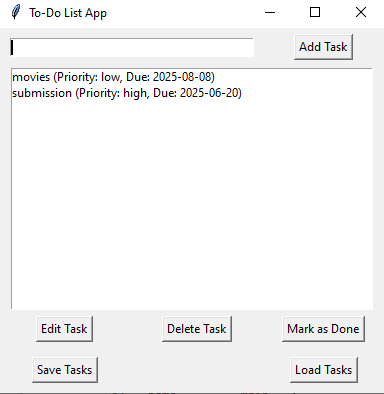 To-Do List App
Add Task
movies (Priority: low, Due: 2025-08-08)
submission (Priority: high, Due: 2025-06-20)
Edit Task Delete Task Mark as Done
Save Tasks Load Tasks